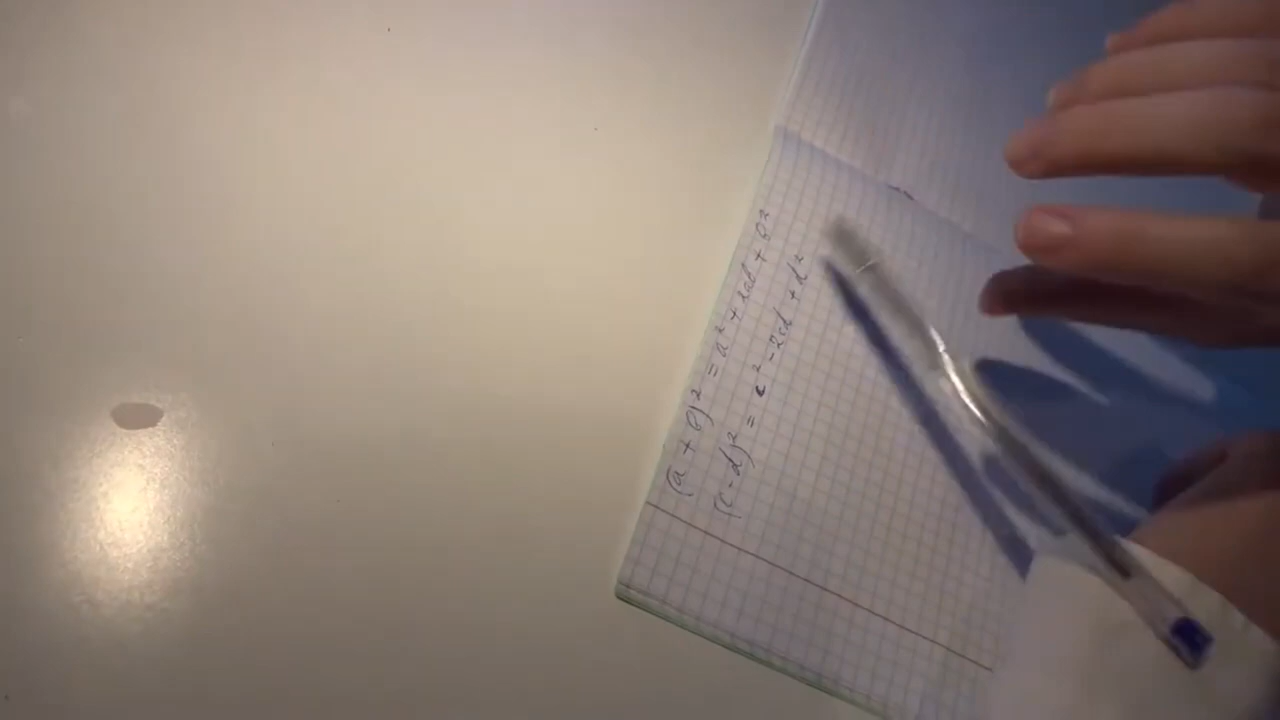 (a + b)² = a² + 2ab + b²
(c - d)² = c² - 2cd + d²